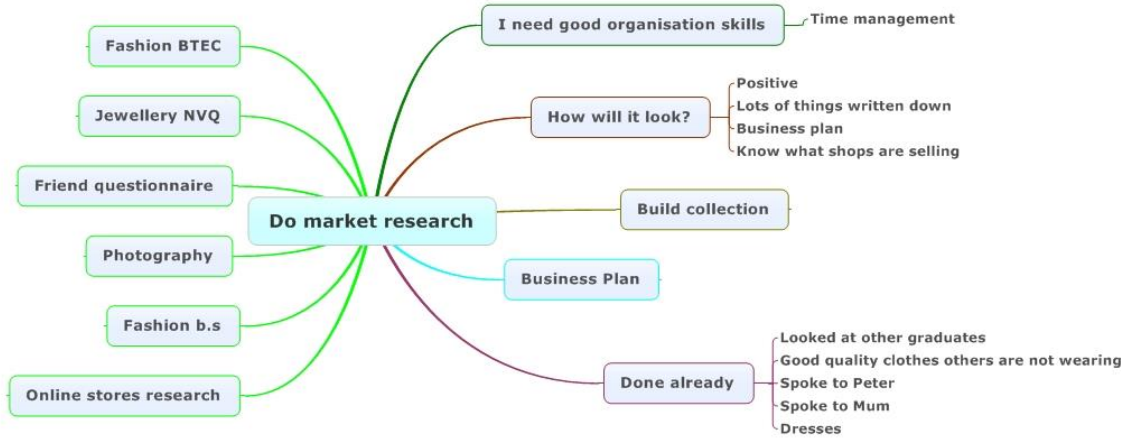 Fashion BTEC
Jewellery NVQ
Friend questionnaire
Photography
Fashion b.s
Online stores research
Do market research
I need good organisation skills
Time management
How will it look?
Positive
Lots of things written down
Business plan
Know what shops are selling
Build collection
Business Plan
Done already
Looked at other graduates
Good quality clothes others are not wearing
Spoke to Peter
Spoke to Mum
Dresses